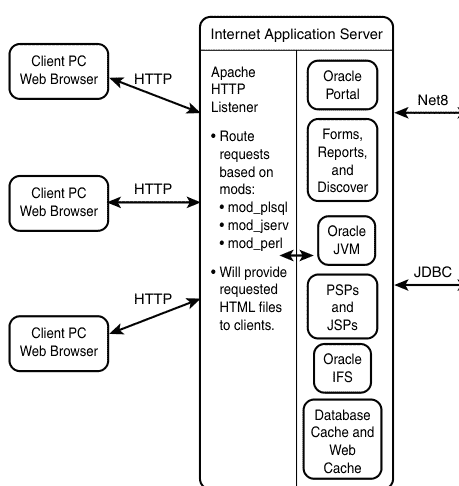 Client PC
Web Browser
HTTP
Client PC
Web Browser
HTTP
Client PC
Web Browser
HTTP
Internet Application Server
Apache
HTTP
Listener
• Route
requests
based on
mods:
• mod_plsql
• mod_jserv
• mod_perl
• Will provide
requested
HTML files
to clients.
Oracle
Portal
Forms,
Reports,
and
Discover
Oracle
JVM
PSPs
and
JSPs
Oracle
IFS
Database
Cache and
Web
Cache
Net8
JDBC